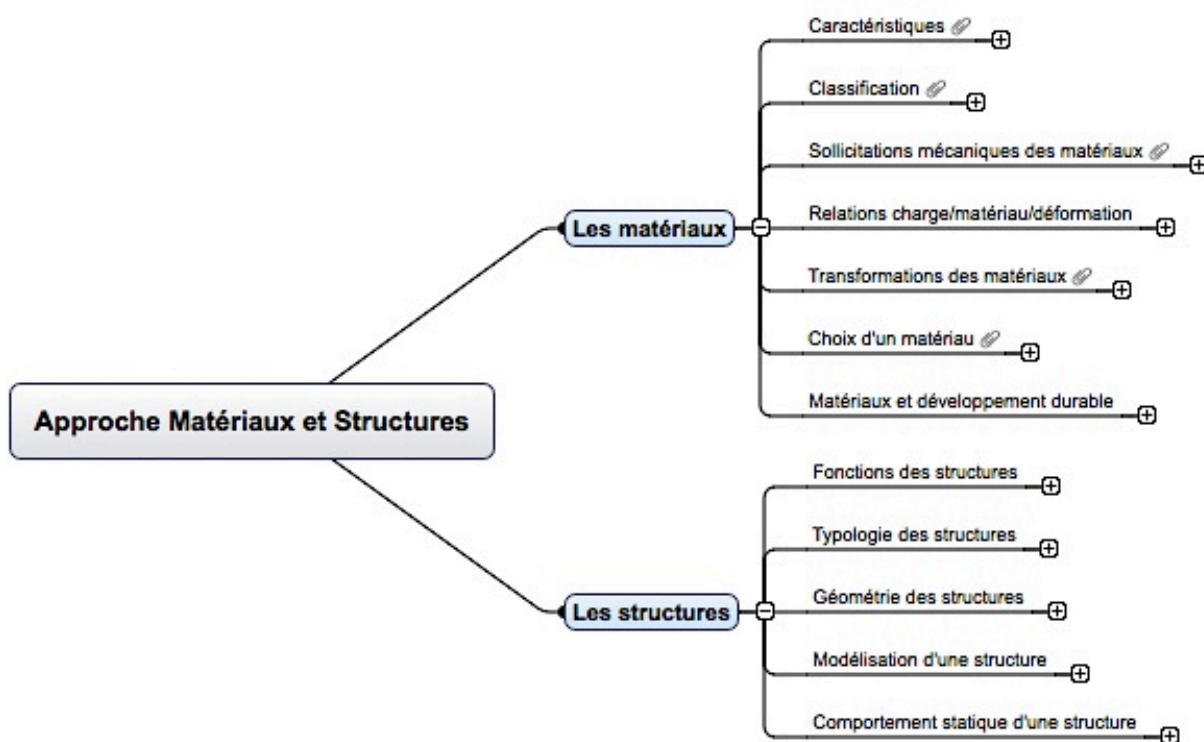 Approche Matériaux et Structures
Les matériaux
Caractéristiques
Classification
Sollicitations mécaniques des matériaux
Relations charge/matériau/déformation
Transformations des matériaux
Choix d'un matériau
Matériaux et développement durable
Les structures
Fonctions des structures
Typologie des structures
Géométrie des structures
Modélisation d'une structure
Comportement statique d'une structure